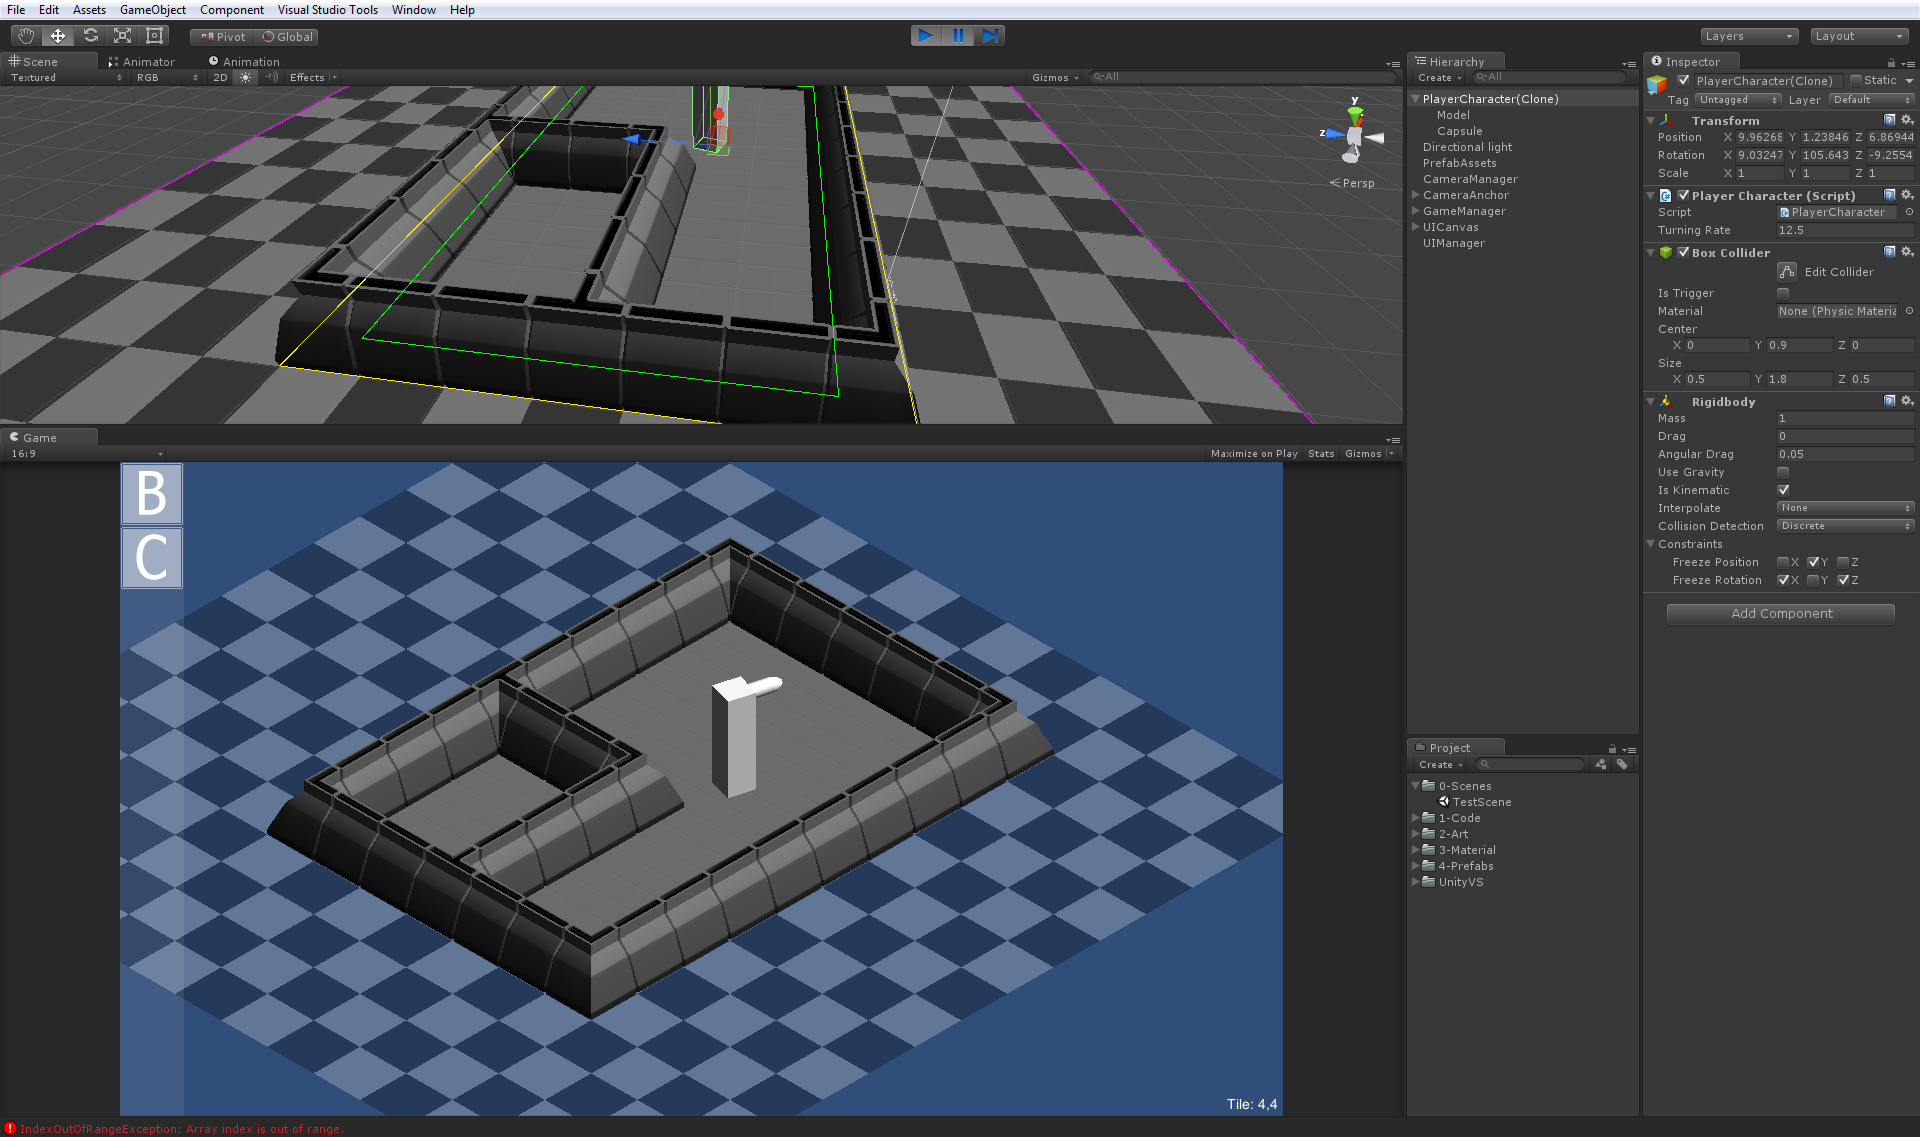 File Edit Assets GameObject Component Visual Studio Tools Window Help
Pivot Global Layers Layout
Scene Animator Animation
Textured RGB 2D Effects Gizmos All
y
z
Persp
Game
16:9 Maximize on Play Stats Gizmos
B
C
Tile: 4,4
IndexOutOfRangeException: Array index is out of range.
Hierarchy
Create All
PlayerCharacter(Clone)
Model
Capsule
Directional light
PrefabAssets
CameraManager
CameraAnchor
GameManager
UICanvas
UIManager
Project
Create
0-Scenes
TestScene
1-Code
2-Art
3-Material
4-Prefabs
UnityVS
Inspector
PlayerCharacter(Clone) Static
Tag Untagged Layer Default
Transform
Position X 9.96268 Y 1.23846 Z 6.86944
Rotation X 9.03247 Y 105.643 Z -9.2554
Scale X 1 Y 1 Z 1
Player Character (Script)
Script PlayerCharacter
Turning Rate 12.5
Box Collider
Edit Collider
Is Trigger
Material None (Physic Materia
Center
X 0 Y 0.9 Z 0
Size
X 0.5 Y 1.8 Z 0.5
Rigidbody
Mass 1
Drag 0
Angular Drag 0.05
Use Gravity
Is Kinematic
Interpolate None
Collision Detection Discrete
Constraints
Freeze Position X Y Z
Freeze Rotation X Y Z
Add Component